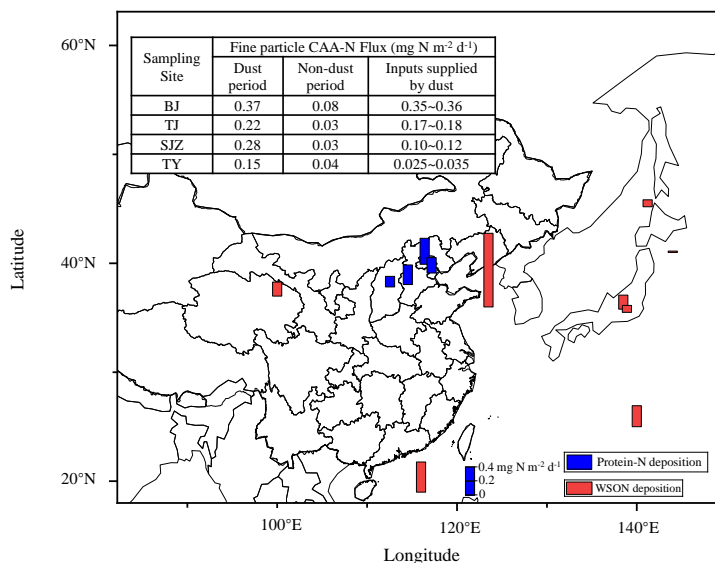 60°N
Sampling Site Fine particle CAA-N Flux (mg N m⁻² d⁻¹)
Dust period Non-dust period Inputs supplied by dust
BJ 0.37 0.08 0.35~0.36
TJ 0.22 0.03 0.17~0.18
SJZ 0.28 0.03 0.10~0.12
TY 0.15 0.04 0.025~0.035
Latitude
40°N
0.4 mg N m⁻² d⁻¹
0.2
0
Protein-N deposition
WSON deposition
20°N
100°E 120°E 140°E
Longitude